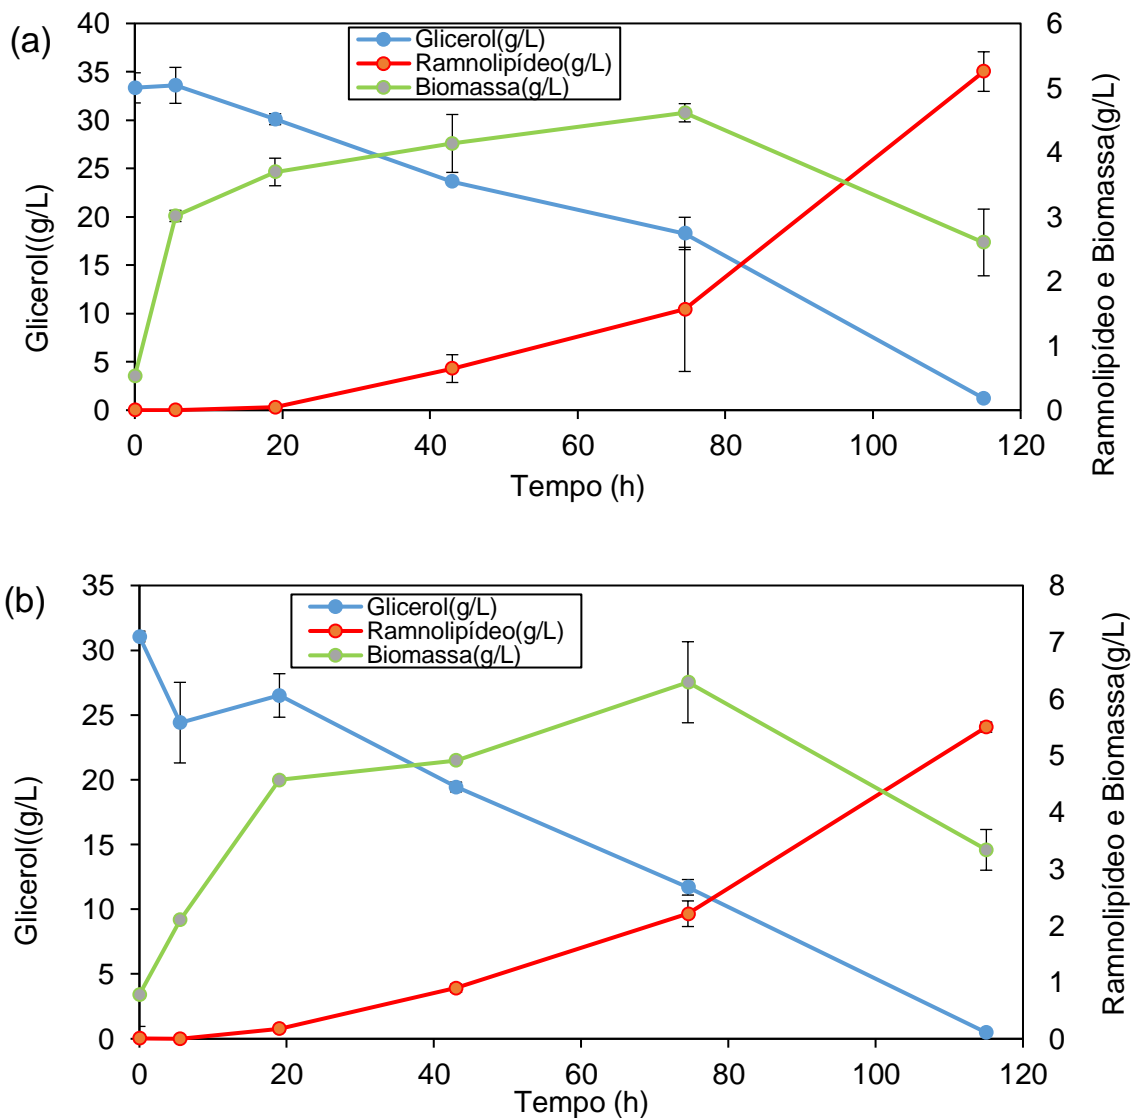 (a)
Glicerol(g/L)
Ramnolipídeo(g/L)
Biomassa(g/L)
40
35
30
25
20
15
10
5
0
Glicerol((g/L)
6
5
4
3
2
1
0
Ramnolipídeo e Biomassa(g/L)
0 20 40 60 80 100 120
Tempo (h)
(b)
Glicerol(g/L)
Ramnolipídeo(g/L)
Biomassa(g/L)
35
30
25
20
15
10
5
0
Glicerol((g/L)
8
7
6
5
4
3
2
1
0
Ramnolipídeo e Biomassa(g/L)
0 20 40 60 80 100 120
Tempo (h)